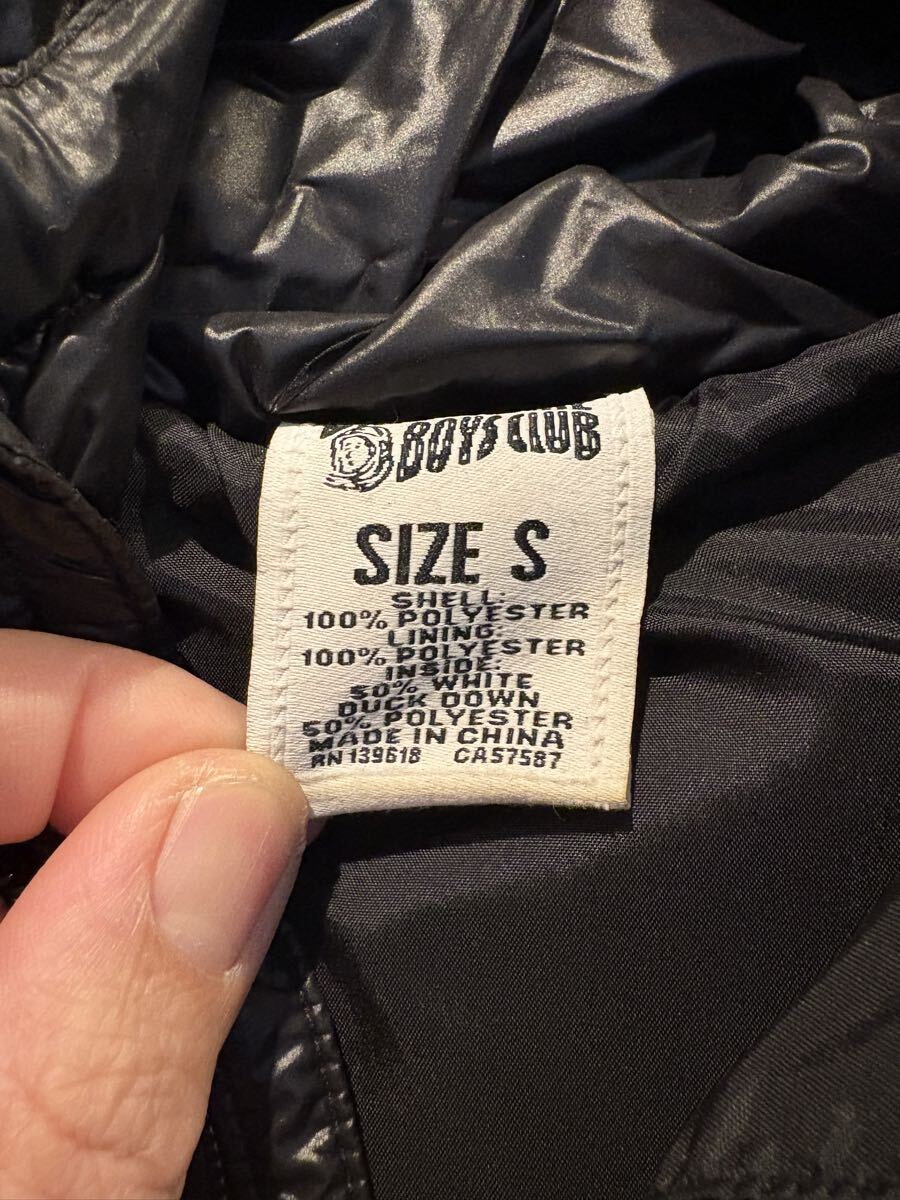 BOYS CLUB
SIZE S
SHELL:
100% POLYESTER
LINING:
100% POLYESTER
INSIDE:
50% WHITE
DUCK DOWN
50% POLYESTER
MADE IN CHINA
RN 139618 CA57587